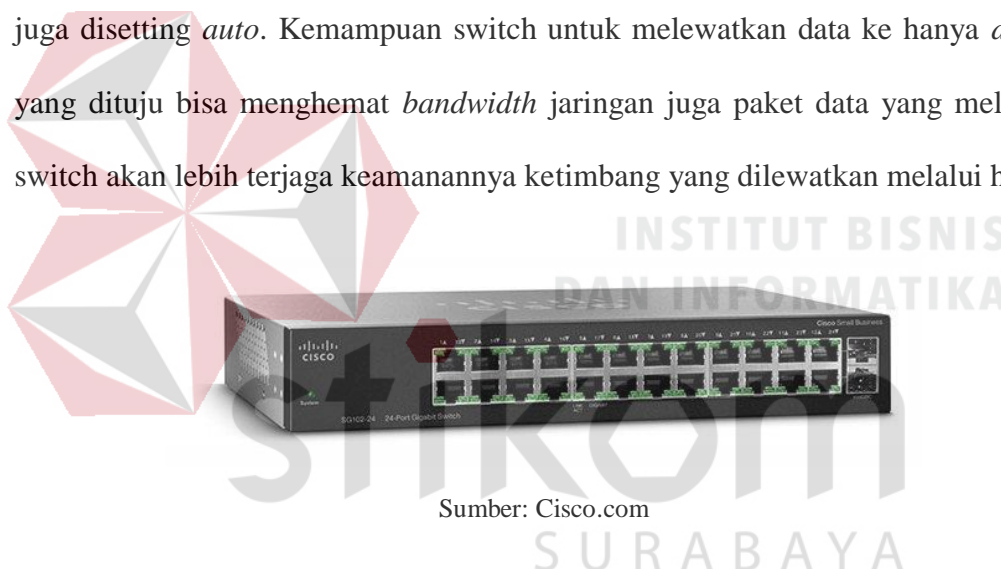 juga disetting auto. Kemampuan switch untuk melewatkan data ke hanya
yang dituju bisa menghemat bandwidth jaringan juga paket data yang
switch akan lebih terjaga keamanannya ketimbang yang dilewatkan melalui
INSTITUT BISNIS
DAN INFORMATIKA
Cisco Small Business
CISCO
System
SG102-24 24-Port Gigabit Switch
stikom
Sumber: Cisco.com
SURABAYA